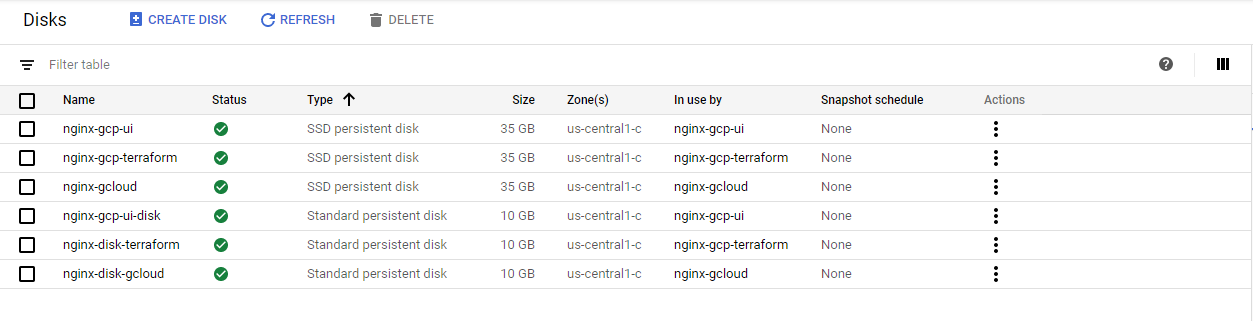 Disks CREATE DISK REFRESH DELETE
Filter table
Name Status Type Size Zone(s) In use by Snapshot schedule Actions
nginx-gcp-ui SSD persistent disk 35 GB us-central1-c nginx-gcp-ui None
nginx-gcp-terraform SSD persistent disk 35 GB us-central1-c nginx-gcp-terraform None
nginx-gcloud SSD persistent disk 35 GB us-central1-c nginx-gcloud None
nginx-gcp-ui-disk Standard persistent disk 10 GB us-central1-c nginx-gcp-ui None
nginx-disk-terraform Standard persistent disk 10 GB us-central1-c nginx-gcp-terraform None
nginx-disk-gcloud Standard persistent disk 10 GB us-central1-c nginx-gcloud None